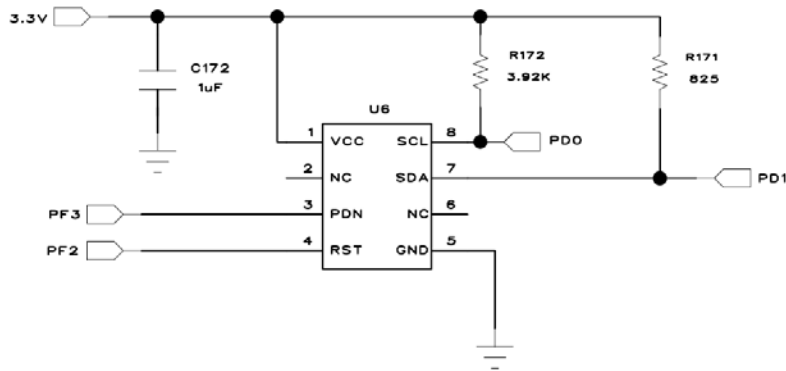 3.3V
C172
1uF
R172
3.92K
R171
825
U6
1 VCC SCL 8 PD0
2 NC SDA 7 PD1
PF3 3 PDN NC 6
PF2 4 RST GND 5